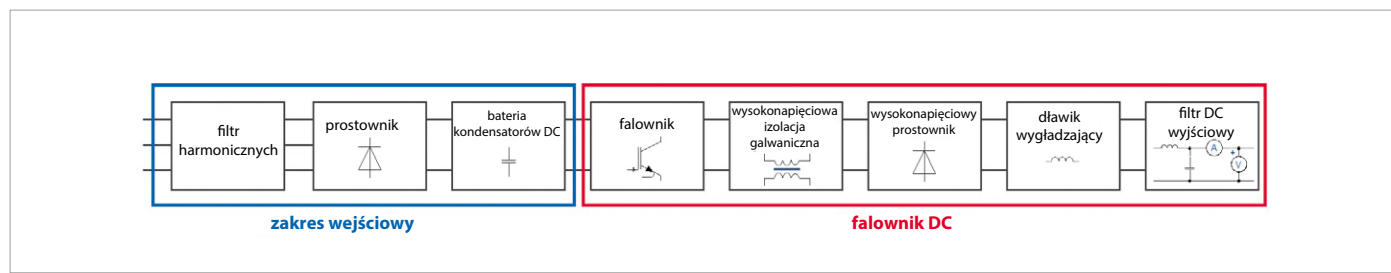 filtr
harmonicznych
prostownik
bateria
kondensatorów DC
falownik
wysokonapięciowa
izolacja
galwaniczna
wysokonapięciowy
prostownik
dławik
wygładzający
filtr DC
wyjściowy
A
+
V
zakres wejściowy
falownik DC